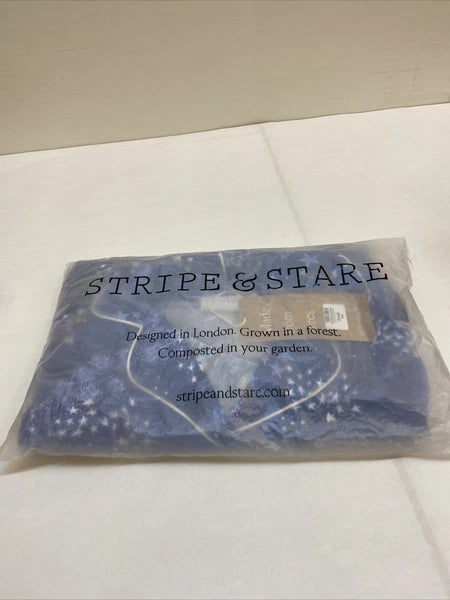 STRIPE & STARE
Designed in London. Grown in a forest.
Composted in your garden.
stripeandstare.com